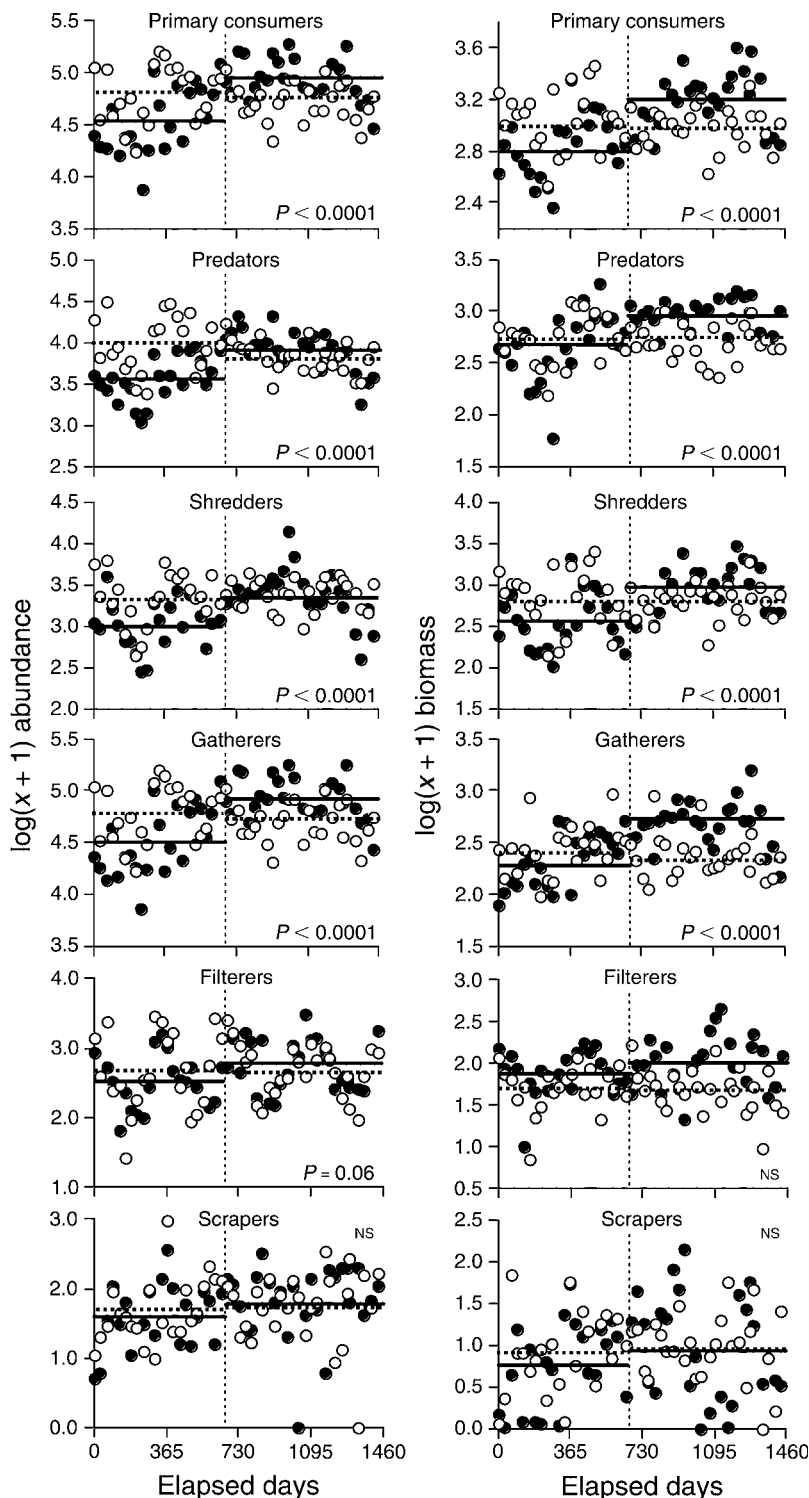 Primary consumers
5.5
5.0
4.5
4.0
3.5
P < 0.0001
Predators
5.0
4.5
4.0
3.5
3.0
2.5
P < 0.0001
Shredders
4.5
4.0
3.5
3.0
2.5
2.0
P < 0.0001
Gatherers
5.5
5.0
4.5
4.0
3.5
P < 0.0001
Filterers
4.0
3.0
2.0
1.0
P = 0.06
Scrapers
NS
3.0
2.0
1.0
0.0
0
365
730
1095
1460
Elapsed days
log(x + 1) abundance
Primary consumers
3.6
3.2
2.8
2.4
P < 0.0001
Predators
3.5
3.0
2.5
2.0
1.5
P < 0.0001
Shredders
4.0
3.5
3.0
2.5
2.0
1.5
P < 0.0001
Gatherers
3.5
3.0
2.5
2.0
1.5
P < 0.0001
Filterers
3.0
2.5
2.0
1.5
1.0
0.5
NS
Scrapers
NS
2.5
2.0
1.5
1.0
0.5
0.0
0
365
730
1095
1460
Elapsed days
log(x + 1) biomass